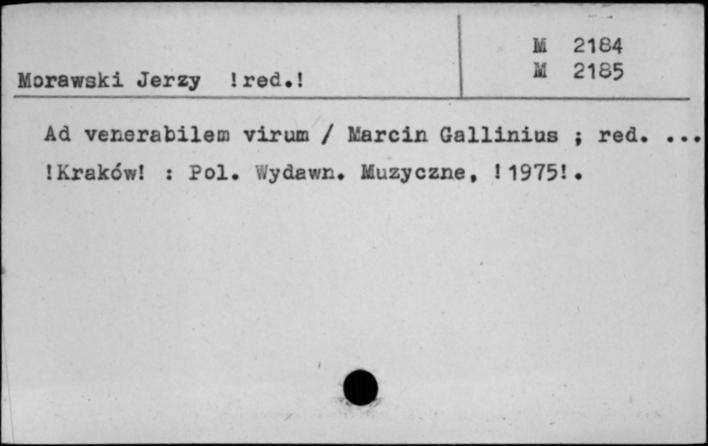 M 2184
M 2185
Morawski Jerzy !red.!
Ad venerabilem virum / Marcin Gallinius ; red. ...
!Kraków! : Pol. Wydawn. Muzyczne, !1975!.